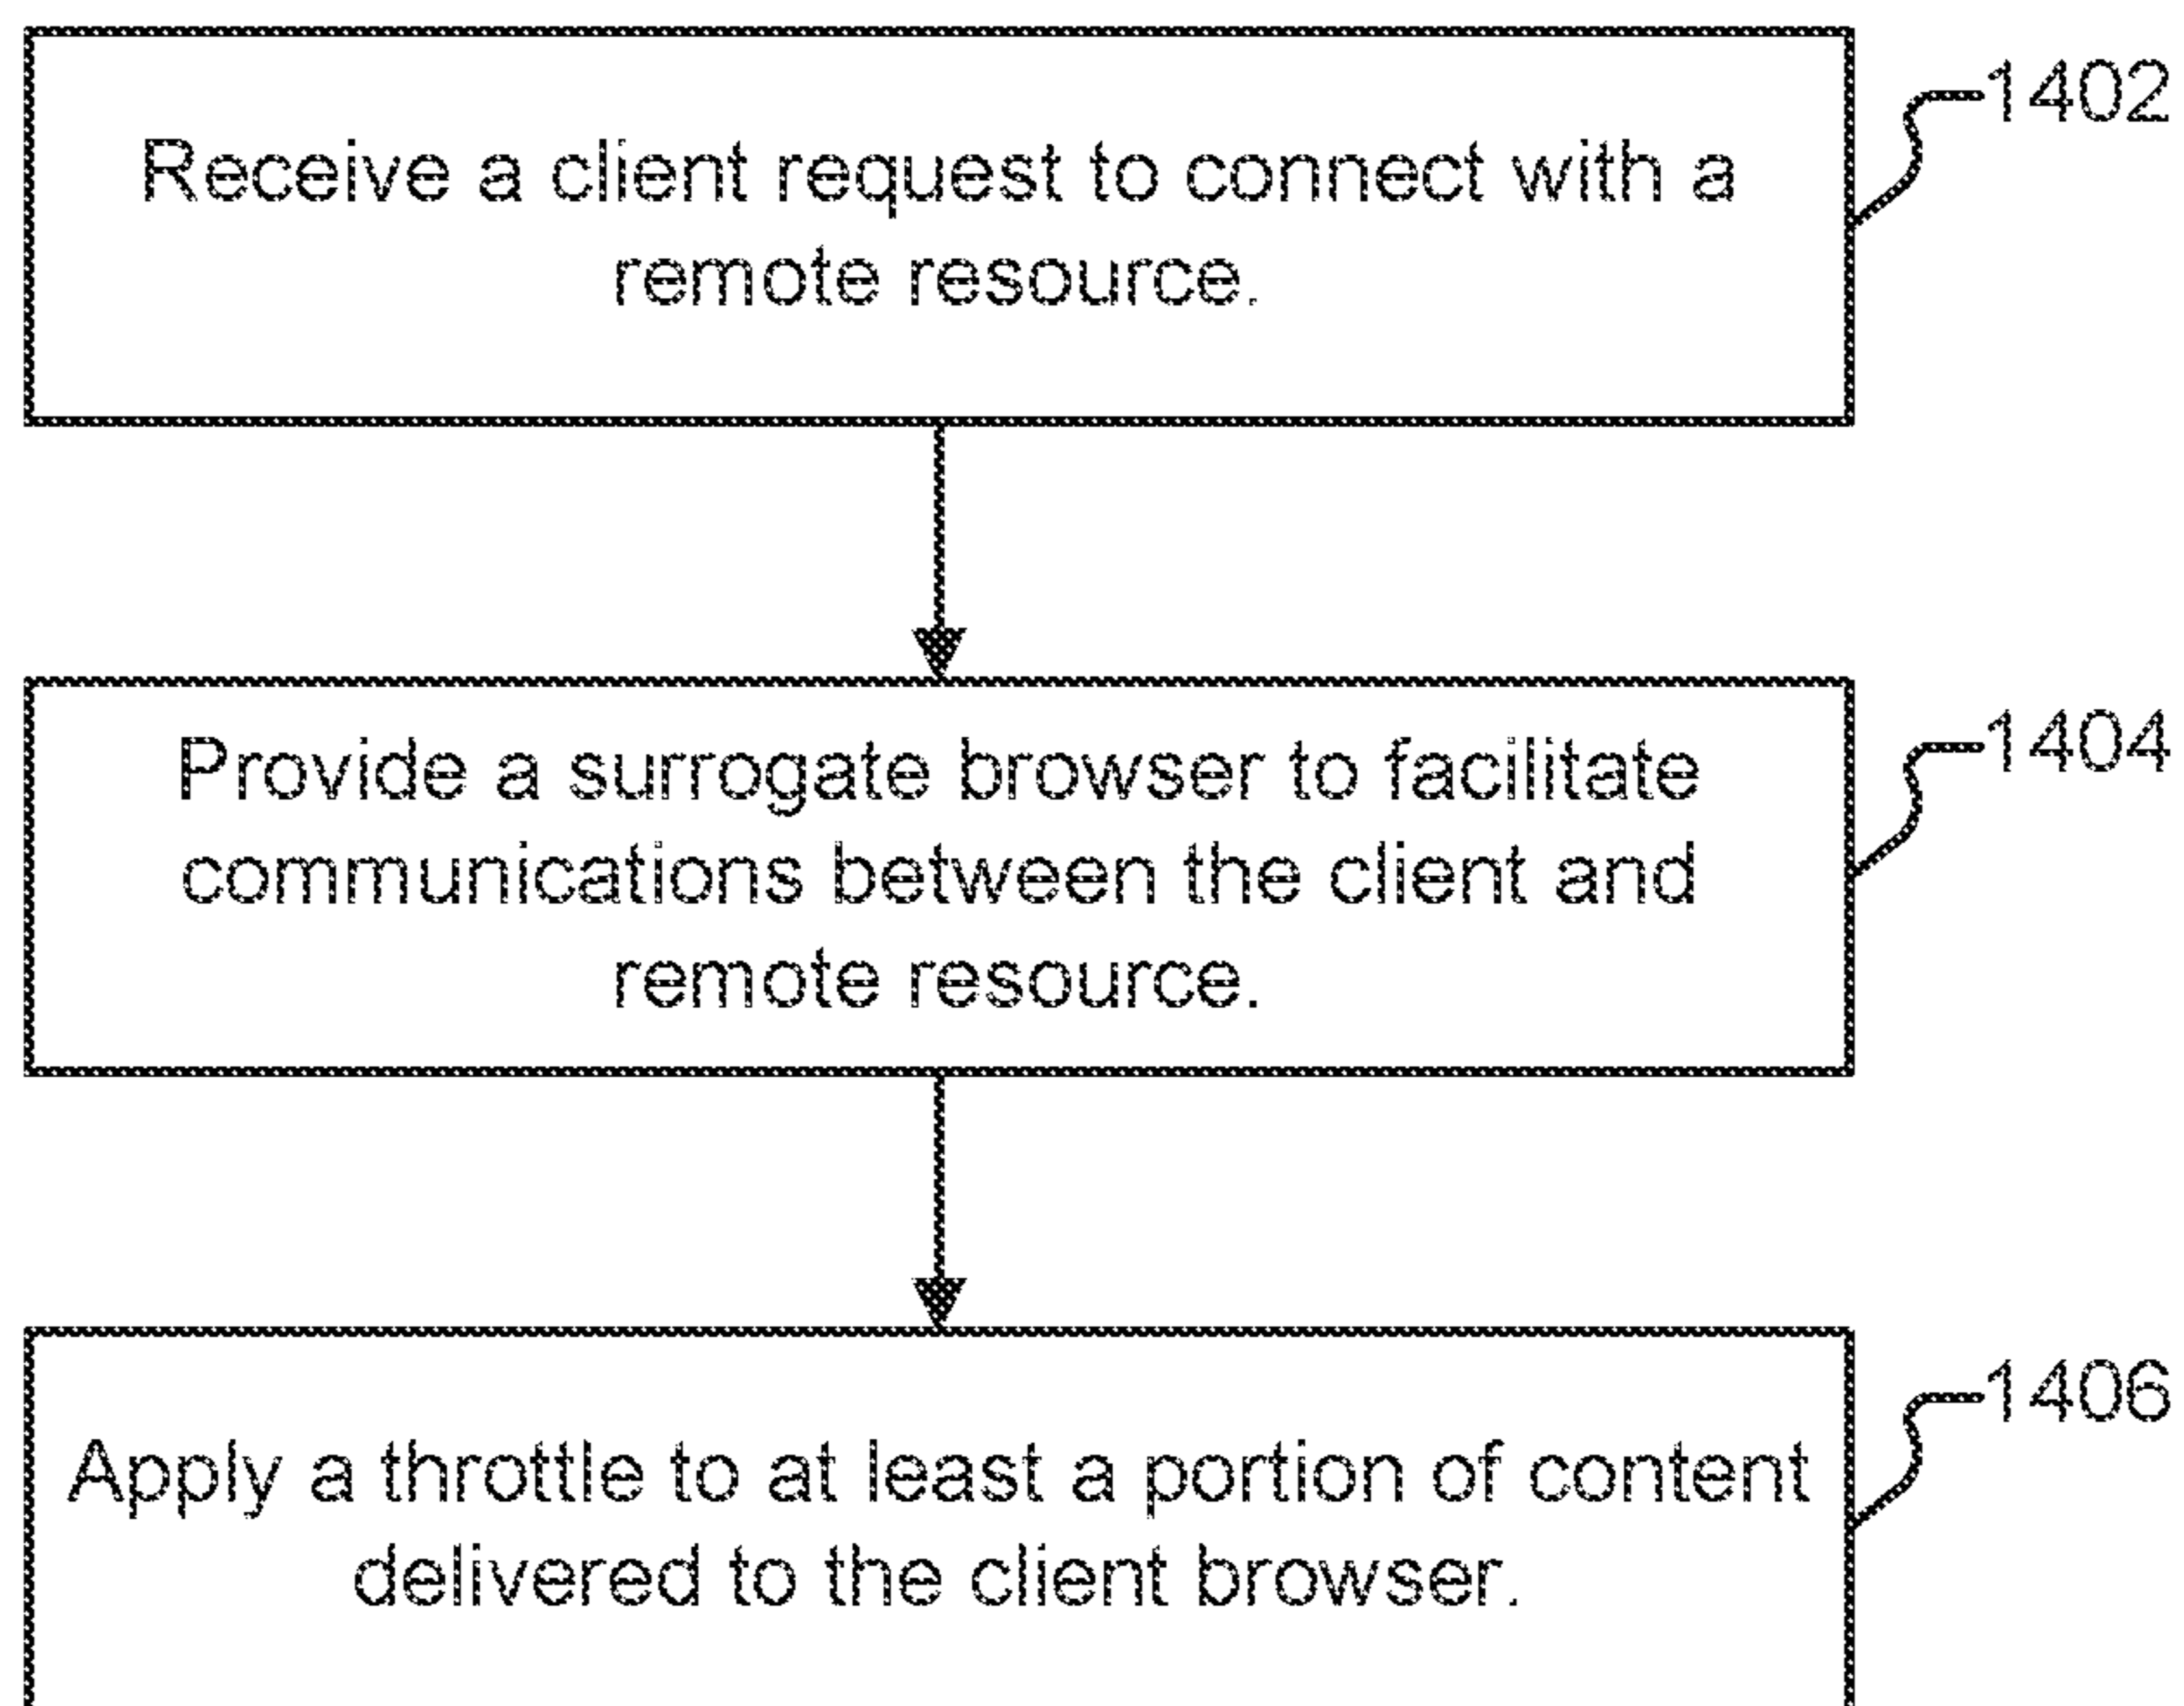 1402
Receive a client request to connect with a
remote resource.
1404
Provide a surrogate browser to facilitate
communications between the client and
remote resource.
1406
Apply a throttle to at least a portion of content
delivered to the client browser.